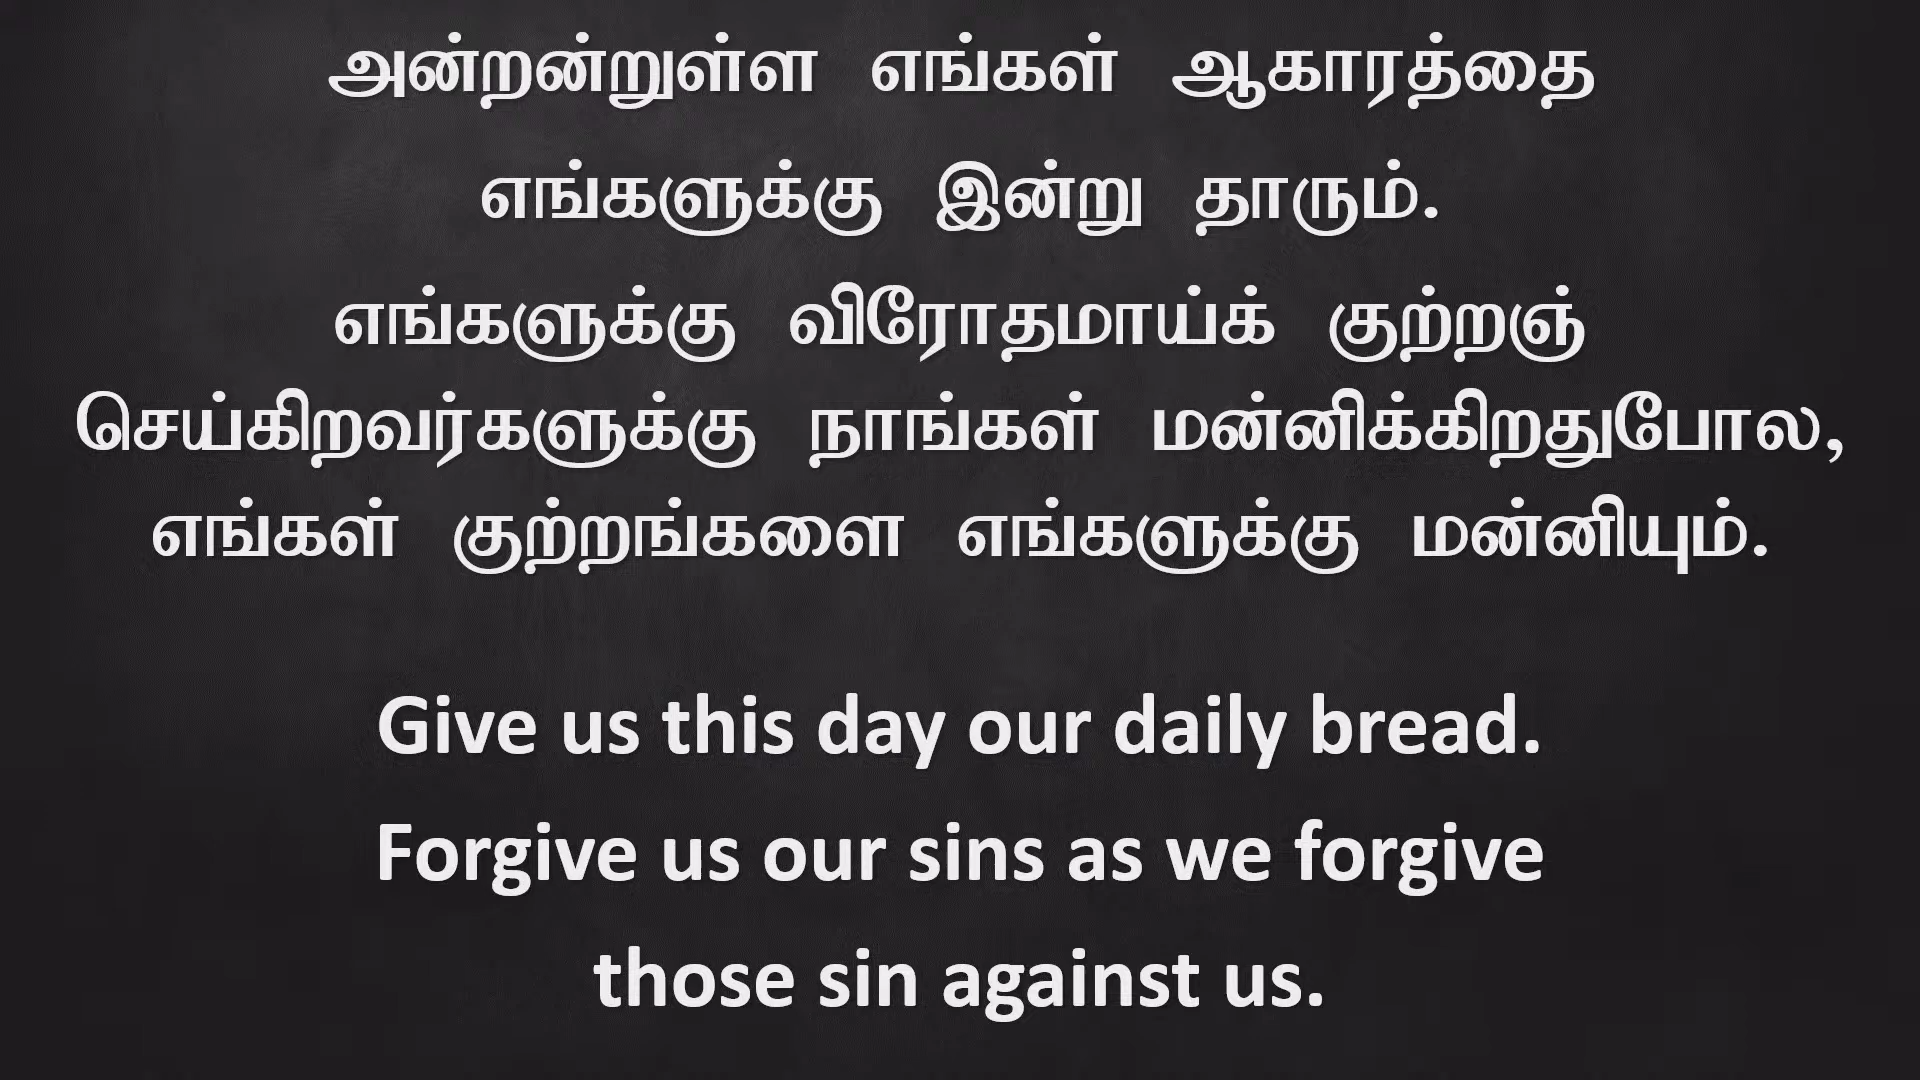 அன்றன்றுள்ள எங்கள் ஆகாரத்தை
எங்களுக்கு இன்று தாரும்.
எங்களுக்கு விரோதமாய்க் குற்றஞ்
செய்கிறவர்களுக்கு நாங்கள் மன்னிக்கிறதுபோல,
எங்கள் குற்றங்களை எங்களுக்கு மன்னியும்.
Give us this day our daily bread.
Forgive us our sins as we forgive
those sin against us.